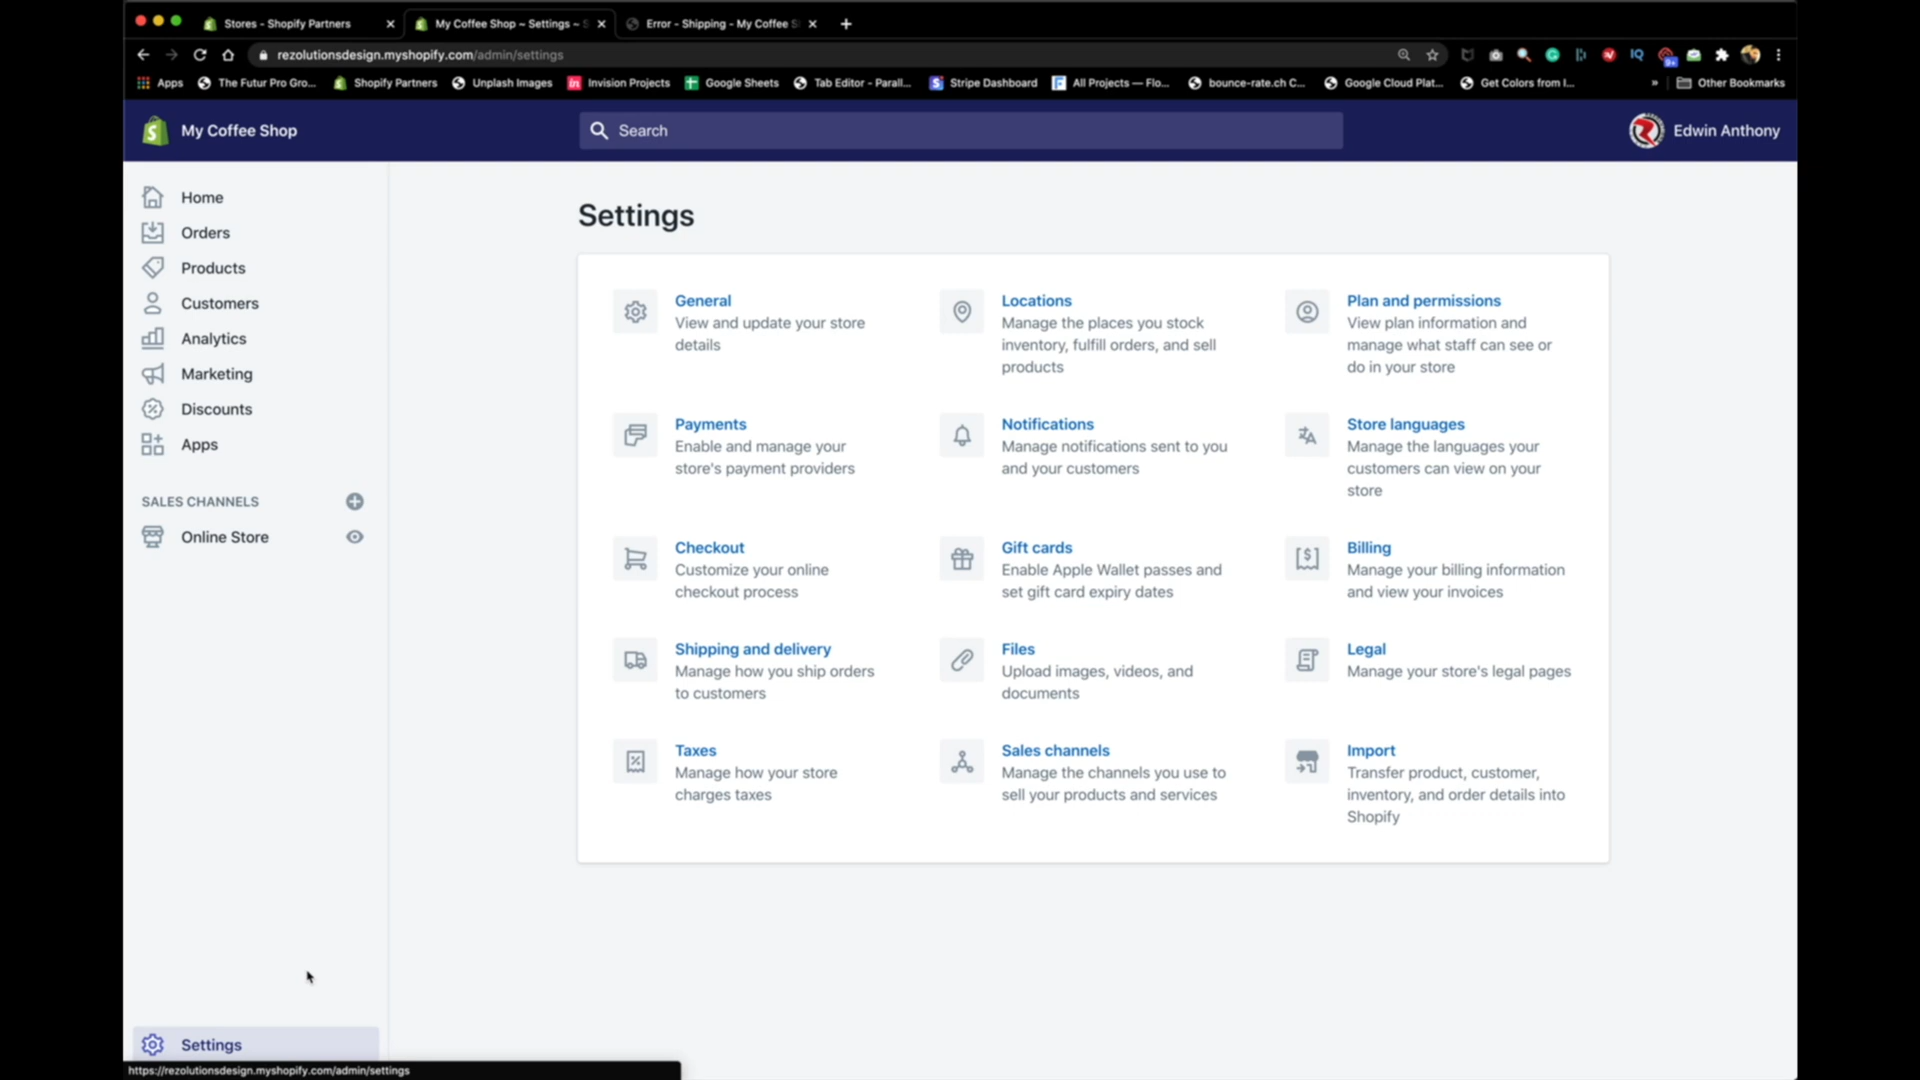 Stores - Shopify Partners
My Coffee Shop ~ Settings ~ S
Error - Shipping - My Coffee S
rezolutionsdesign.myshopify.com/admin/settings
Apps
The Futur Pro Gro...
Shopify Partners
Unplash Images
in
Invision Projects
Google Sheets
Tab Editor - Parall...
Stripe Dashboard
All Projects — Flo...
bounce-rate.ch C...
Google Cloud Plat...
Get Colors from I...
»
Other Bookmarks
My Coffee Shop
Search
Edwin Anthony
Home
Orders
Products
Customers
Analytics
Marketing
Discounts
Apps
SALES CHANNELS
Online Store
Settings
Settings
General
View and update your store
details
Locations
Manage the places you stock
inventory, fulfill orders, and sell
products
Plan and permissions
View plan information and
manage what staff can see or
do in your store
Payments
Enable and manage your
store's payment providers
Notifications
Manage notifications sent to you
and your customers
Store languages
Manage the languages your
customers can view on your
store
Checkout
Customize your online
checkout process
Gift cards
Enable Apple Wallet passes and
set gift card expiry dates
Billing
Manage your billing information
and view your invoices
Shipping and delivery
Manage how you ship orders
to customers
Files
Upload images, videos, and
documents
Legal
Manage your store's legal pages
Taxes
Manage how your store
charges taxes
Sales channels
Manage the channels you use to
sell your products and services
Import
Transfer product, customer,
inventory, and order details into
Shopify
https://rezolutionsdesign.myshopify.com/admin/settings